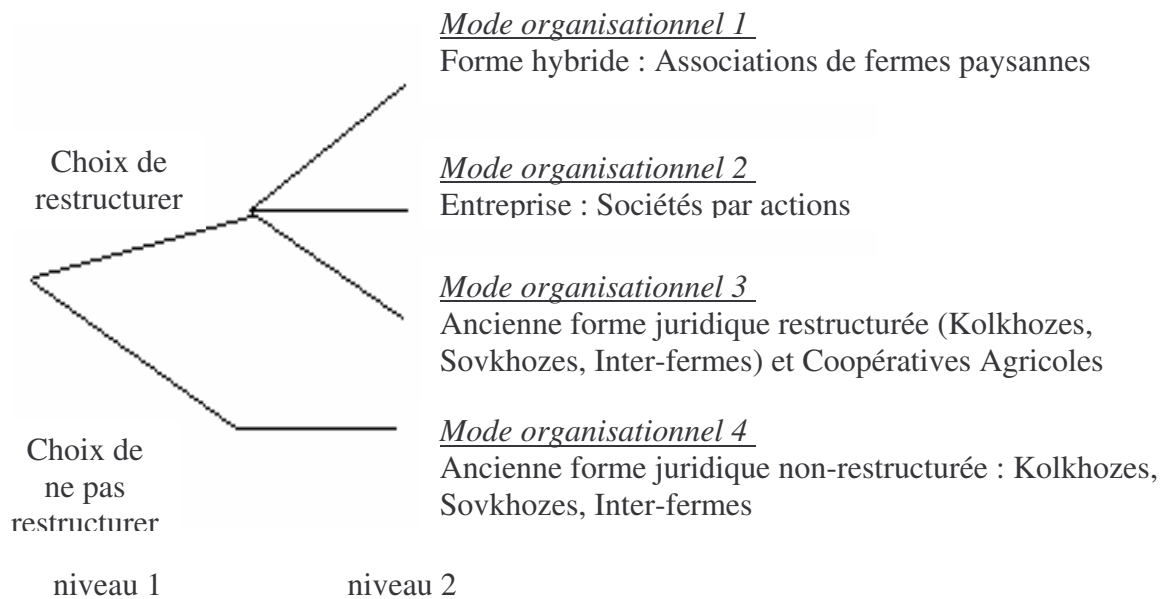 Mode organisationnel 1
Forme hybride : Associations de fermes paysannes
Choix de
restructurer
Mode organisationnel 2
Entreprise : Sociétés par actions
Mode organisationnel 3
Ancienne forme juridique restructurée (Kolkhozes,
Sovkhozes, Inter-fermes) et Coopératives Agricoles
Mode organisationnel 4
Ancienne forme juridique non-restructurée : Kolkhozes,
Sovkhozes, Inter-fermes
Choix de
ne pas
restructurer
niveau 1 niveau 2